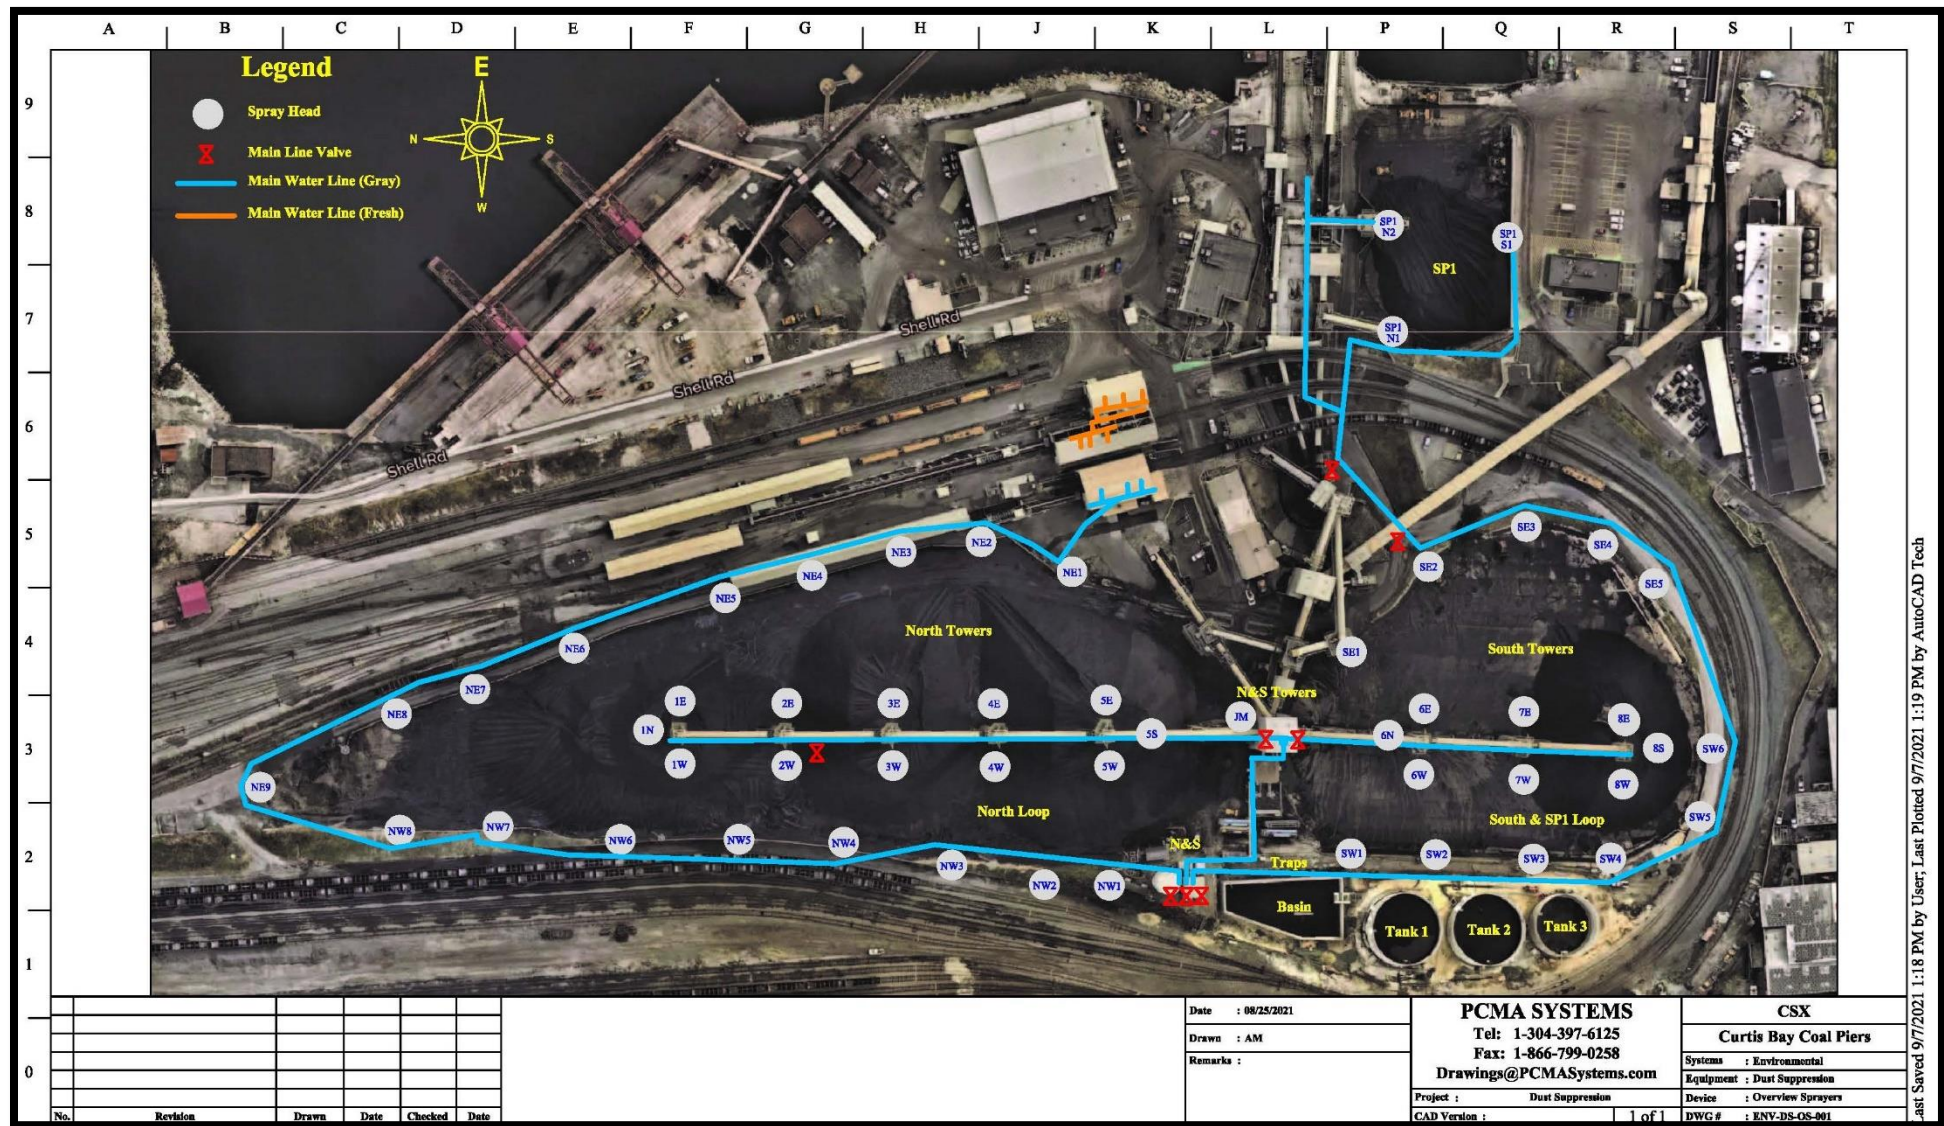 A B C D E F G H J K L P Q R S T
9
8
7
6
5
4
3
2
1
0
Legend
Spray Head
Main Line Valve
Main Water Line (Gray)
Main Water Line (Fresh)
E
N
S
W
Shell Rd
Shell Rd
Shell Rd
SP1
N2
SP1
S1
SP1
SP1
N1
NE1
NE2
NE3
NE4
NE5
NE6
NE7
NE8
NE9
SE1
SE2
SE3
SE4
SE5
North Towers
South Towers
N&S Towers
1E
2E
3E
4E
5E
JM
6E
7E
8E
1N
5S
6N
8S
SW6
1W
2W
3W
4W
5W
6W
7W
8W
North Loop
South & SP1 Loop
SW5
NW8
NW7
NW6
NW5
NW4
NW3
NW2
NW1
N&S
Traps
SW1
SW2
SW3
SW4
Basin
Tank 1
Tank 2
Tank 3
No. Revision Drawn Date Checked Date
Date : 08/25/2021
Drawn : AM
Remarks :
PCMA SYSTEMS
Tel: 1-304-397-6125
Fax: 1-866-799-0258
Drawings@PCMASystems.com
Project : Dust Suppression
CAD Version : 1 of 1
CSX
Curtis Bay Coal Piers
Systems : Environmental
Equipment : Dust Suppression
Device : Overview Sprayers
DWG # : ENV-DS-OS-001
Last Saved 9/7/2021 1:18 PM by User; Last Plotted 9/7/2021 1:19 PM by AutoCAD Tech